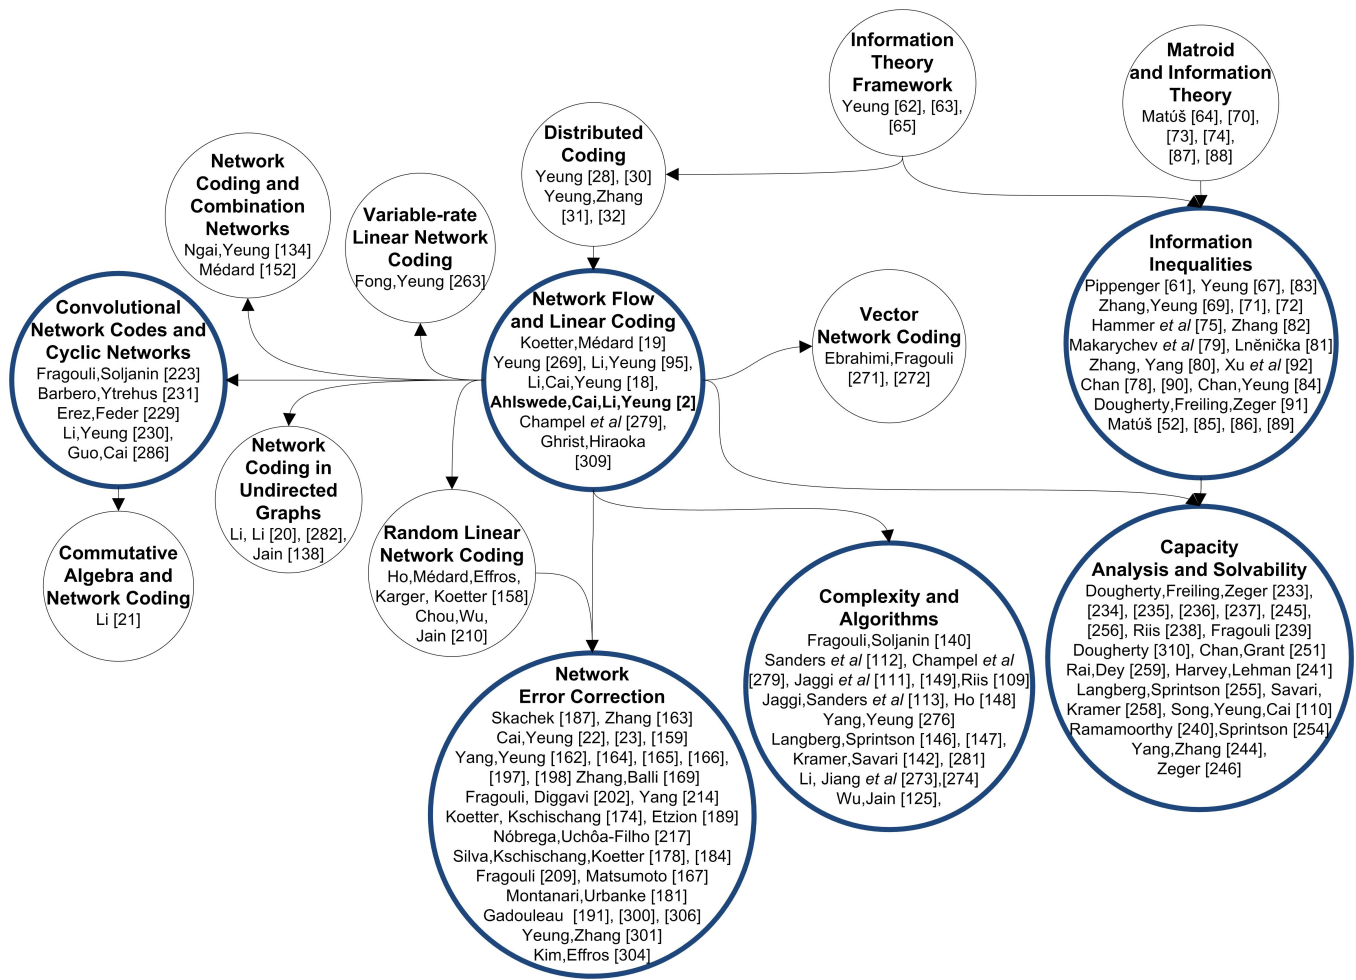 Information
Theory
Framework
Yeung [62], [63],
[65]
Matroid
and Information
Theory
Matúš [64], [70],
[73], [74],
[87], [88]
Distributed
Coding
Yeung [28], [30]
Yeung,Zhang
[31], [32]
Network
Coding and
Combination
Networks
Ngai,Yeung [134]
Médard [152]
Variable-rate
Linear Network
Coding
Fong,Yeung [263]
Information
Inequalities
Pippenger [61], Yeung [67], [83]
Zhang,Yeung [69], [71], [72]
Hammer et al [75], Zhang [82]
Makarychev et al [79], Lněnička [81]
Zhang, Yang [80], Xu et al [92]
Chan [78], [90], Chan,Yeung [84]
Dougherty,Freiling,Zeger [91]
Matúš [52], [85], [86], [89]
Convolutional
Network Codes and
Cyclic Networks
Fragouli,Soljanin [223]
Barbero,Ytrehus [231]
Erez,Feder [229]
Li,Yeung [230],
Guo,Cai [286]
Network Flow
and Linear Coding
Koetter,Médard [19]
Yeung [269], Li,Yeung [95],
Li,Cai,Yeung [18],
Ahlswede,Cai,Li,Yeung [2]
Champel et al [279],
Ghrist,Hiraoka
[309]
Vector
Network Coding
Ebrahimi,Fragouli
[271], [272]
Network
Coding in
Undirected
Graphs
Li, Li [20], [282],
Jain [138]
Random Linear
Network Coding
Ho,Médard,Effros,
Karger, Koetter [158]
Chou,Wu,
Jain [210]
Commutative
Algebra and
Network Coding
Li [21]
Complexity and
Algorithms
Fragouli,Soljanin [140]
Sanders et al [112], Champel et al
[279], Jaggi et al [111], [149],Riis [109]
Jaggi,Sanders et al [113], Ho [148]
Yang,Yeung [276]
Langberg,Sprintson [146], [147],
Kramer,Savari [142], [281]
Li, Jiang et al [273],[274]
Wu,Jain [125],
Capacity
Analysis and Solvability
Dougherty,Freiling,Zeger [233],
[234], [235], [236], [237], [245],
[256], Riis [238], Fragouli [239]
Dougherty [310], Chan,Grant [251]
Rai,Dey [259], Harvey,Lehman [241]
Langberg,Sprintson [255], Savari,
Kramer [258], Song,Yeung,Cai [110]
Ramamoorthy [240],Sprintson [254]
Yang,Zhang [244],
Zeger [246]
Network
Error Correction
Skachek [187], Zhang [163]
Cai,Yeung [22], [23], [159]
Yang,Yeung [162], [164], [165], [166],
[197], [198] Zhang,Balli [169]
Fragouli, Diggavi [202], Yang [214]
Koetter, Kschischang [174], Etzion [189]
Nóbrega,Uchôa-Filho [217]
Silva,Kschischang,Koetter [178], [184]
Fragouli [209], Matsumoto [167]
Montanari,Urbanke [181]
Gadouleau [191], [300], [306]
Yeung,Zhang [301]
Kim,Effros [304]